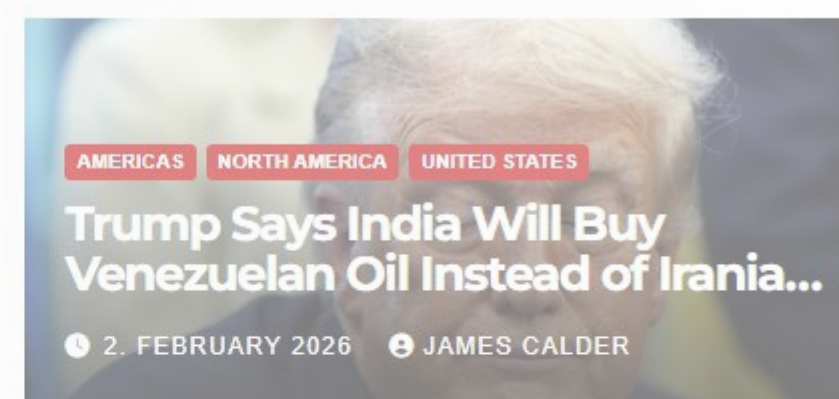 AMERICAS NORTH AMERICA UNITED STATES
Trump Says India Will Buy
Venezuelan Oil Instead of Irania...
2. FEBRUARY 2026 JAMES CALDER